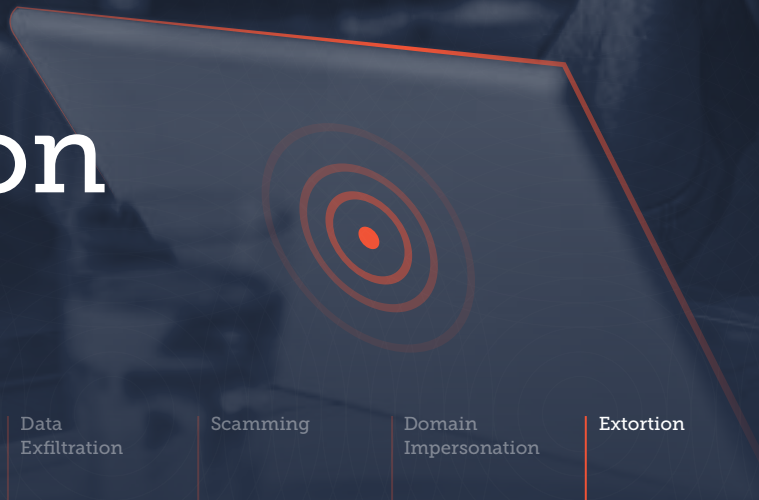 on
Data
Exfiltration
Scamming
Domain
Impersonation
Extortion